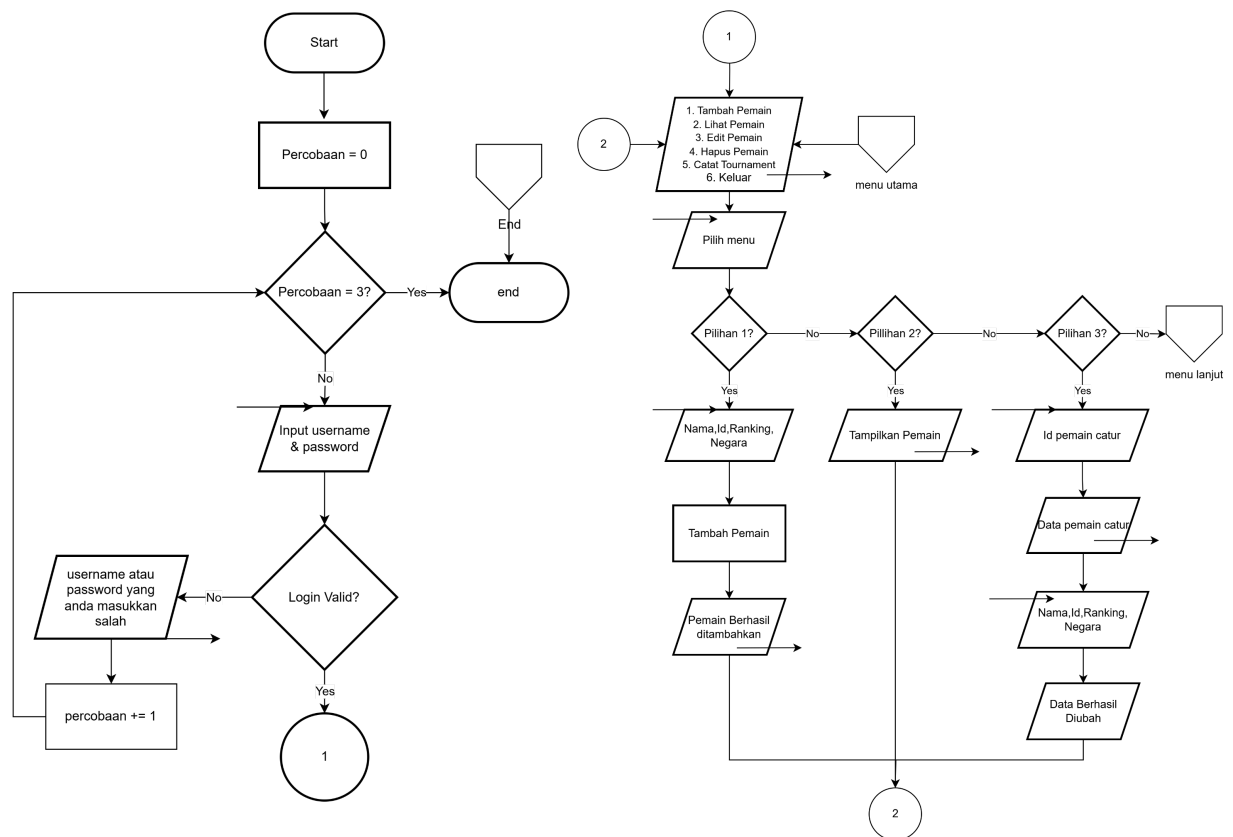 Start
Percobaan = 0
Percobaan = 3?
Yes
End
end
No
Input username
& password
Login Valid?
No
username atau
password yang
anda masukkan
salah
percobaan += 1
Yes
1
1
1. Tambah Pemain
2. Lihat Pemain
3. Edit Pemain
4. Hapus Pemain
5. Catat Tournament
6. Keluar
2
menu utama
Pilih menu
Pilihan 1?
No
Pillihan 2?
No
Pilihan 3?
No
menu lanjut
Yes
Yes
Yes
Nama,Id,Ranking,
Negara
Tambah Pemain
Pemain Berhasil
ditambahkan
Tampilkan Pemain
Id pemain catur
Data pemain catur
Nama,Id,Ranking,
Negara
Data Berhasil
Diubah
2